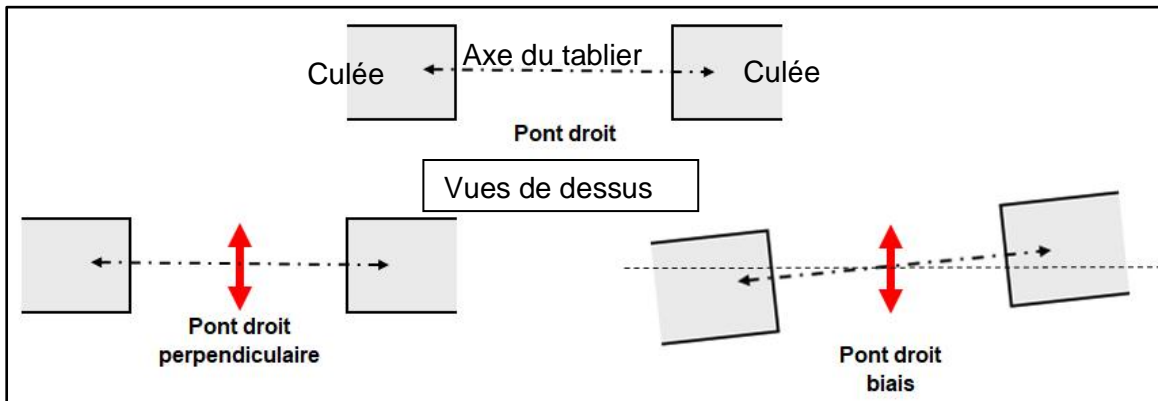 Axe du tablier
Culée
Culée
Pont droit
Vues de dessus
Pont droit
perpendiculaire
Pont droit
biais